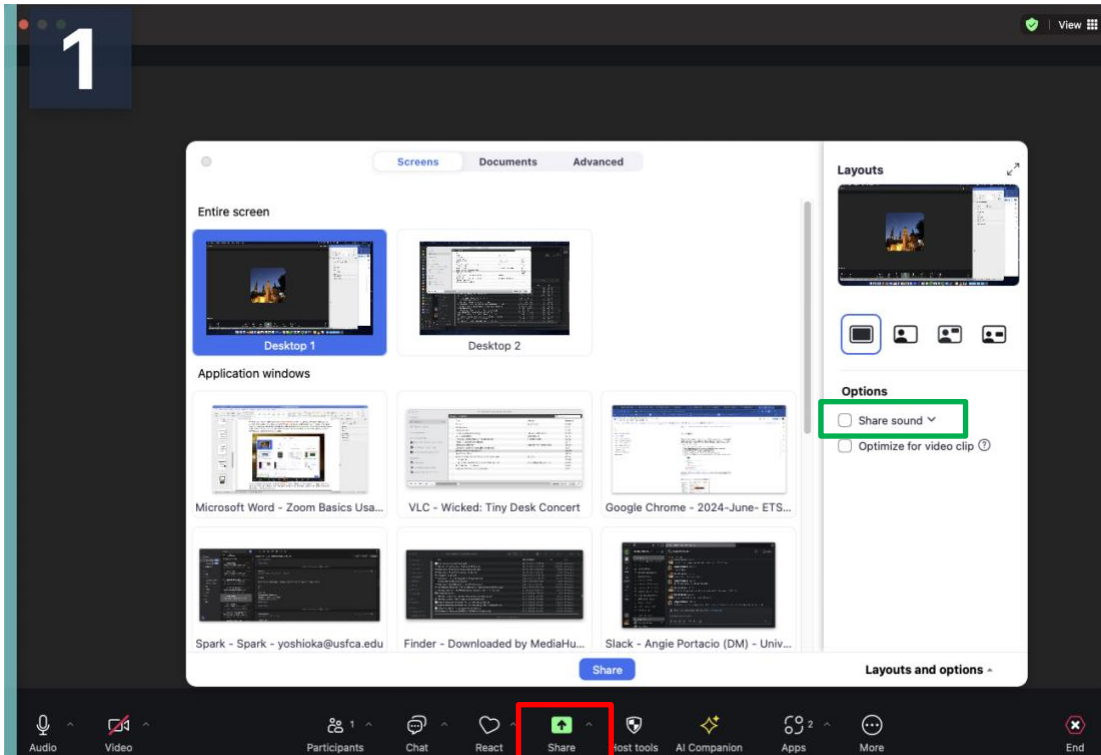 1
View
Screens Documents Advanced
Layouts
Entire screen
Desktop 1
Desktop 2
Application windows
Options
Share sound
Optimize for video clip
Microsoft Word - Zoom Basics Usa...
VLC - Wicked: Tiny Desk Concert
Google Chrome - 2024-June- ETS...
Spark - Spark - yoshioka@usfca.edu
Finder - Downloaded by MediaHu...
Slack - Angie Portacio (DM) - Univ...
Share
Layouts and options
Audio
Video
Participants 1
Chat
React
Share
Host tools
AI Companion
Apps 2
More
End